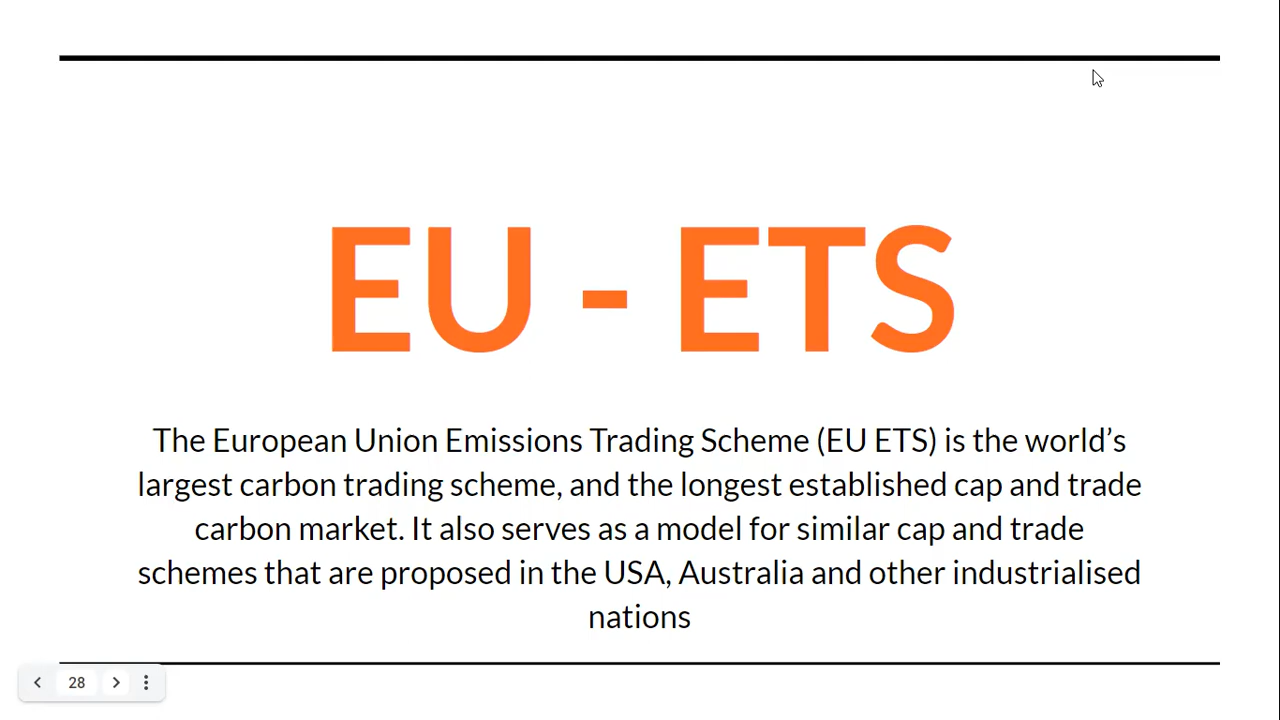 EU - ETS
The European Union Emissions Trading Scheme (EU ETS) is the world’s
largest carbon trading scheme, and the longest established cap and trade
carbon market. It also serves as a model for similar cap and trade
schemes that are proposed in the USA, Australia and other industrialised
nations
28